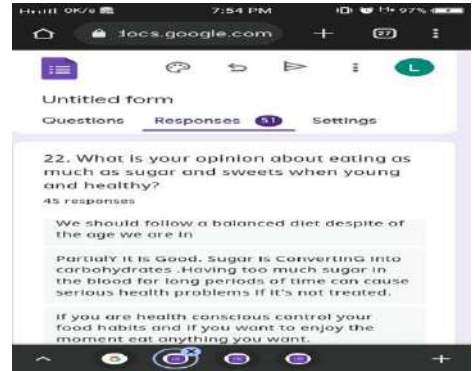 7:54 PM
97%
docs.google.com
27
L
Untitled form
Questions Responses 51 Settings
22. What is your opinion about eating as
much as sugar and sweets when young
and healthy?
45 responses
We should follow a balanced diet despite of
the age we are in
Partialy It Is Good. Sugar Is ConvertinG Into
carbohydrates .Having too much sugar in
the blood for long periods of time can cause
serious health problems if it's not treated.
If you are health conscious control your
food habits and if you want to enjoy the
moment eat anything you want.